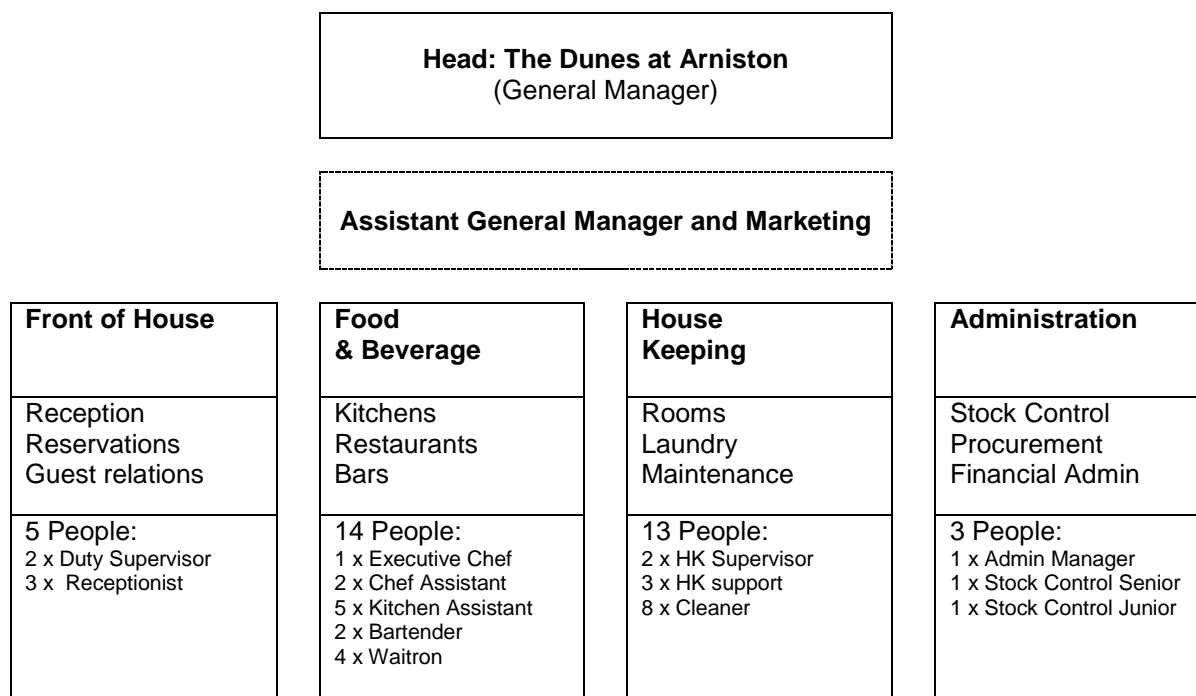 Head: The Dunes at Arniston
(General Manager)
Assistant General Manager and Marketing
Front of House
Reception
Reservations
Guest relations
5 People:
2 x Duty Supervisor
3 x  Receptionist
Food
& Beverage
Kitchens
Restaurants
Bars
14 People:
1 x Executive Chef
2 x Chef Assistant
5 x Kitchen Assistant
2 x Bartender
4 x Waitron
House
Keeping
Rooms
Laundry
Maintenance
13 People:
2 x HK Supervisor
3 x HK support
8 x Cleaner
Administration
Stock Control
Procurement
Financial Admin
3 People:
1 x Admin Manager
1 x Stock Control Senior
1 x Stock Control Junior